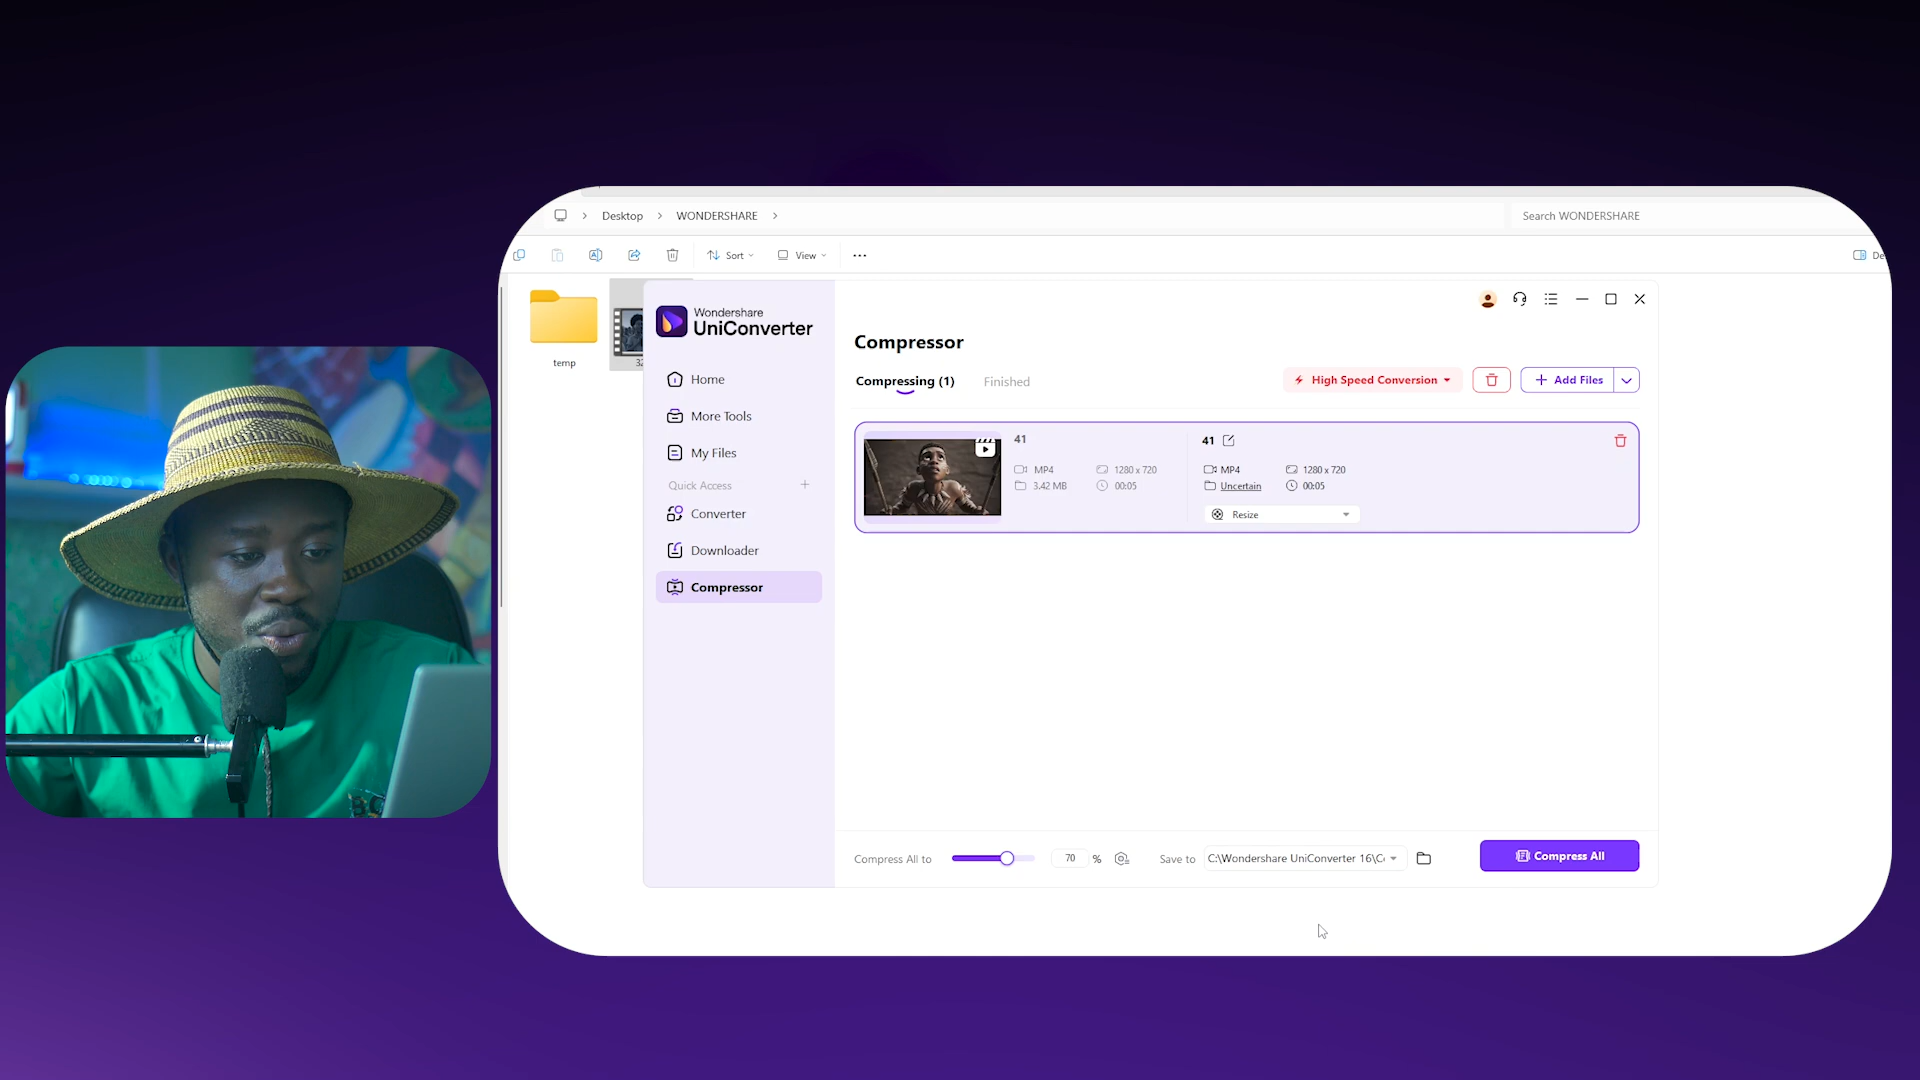 Desktop > WONDERSHARE >
Search WONDERSHARE
Sort
View
temp
Wondershare
UniConverter
Home
More Tools
My Files
Quick Access
Converter
Downloader
Compressor
Compressor
Compressing (1)
Finished
High Speed Conversion
Add Files
41
MP4
1280 x 720
3.42 MB
00:05
41
MP4
1280 x 720
Uncertain
00:05
Resize
Compress All to
70 %
Save to
C:\Wondershare UniConverter 16\C
Compress All